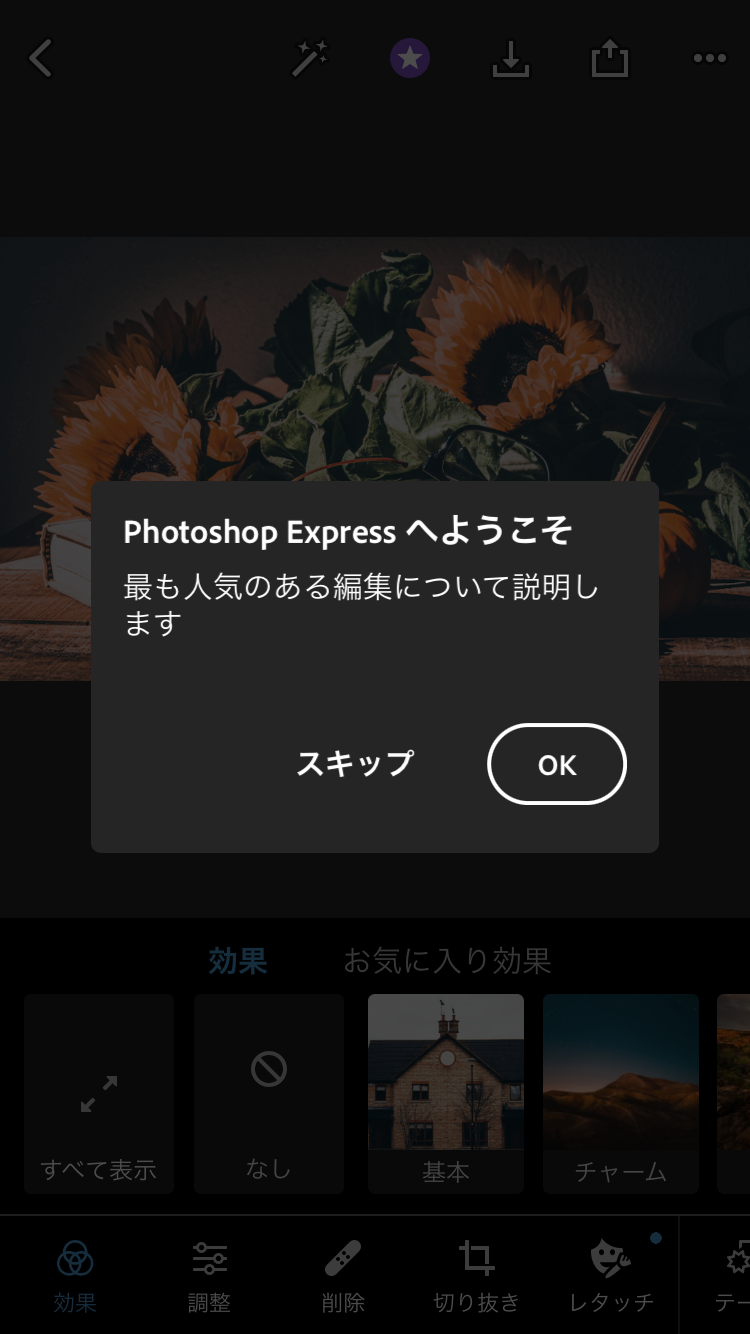 Photoshop Express へようこそ
最も人気のある編集について説明し
ます
スキップ
OK
効果
お気に入り効果
すべて表示
なし
基本
チャーム
効果
調整
削除
切り抜き
レタッチ
テー